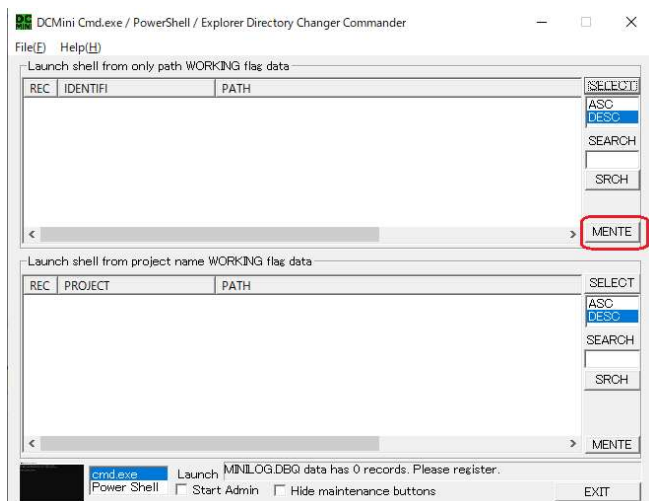 DCMini Cmd.exe / PowerShell / Explorer Directory Changer Commander
File(F) Help(H)
Launch shell from only path WORKING flag data
REC IDENTIFI PATH
SELECT
ASC
DESC
SEARCH
SRCH
MENTE
Launch shell from project name WORKING flag data
REC PROJECT PATH
SELECT
ASC
DESC
SEARCH
SRCH
MENTE
cmd.exe
Power Shell
Launch MINILOG.DBQ data has 0 records. Please register.
Start Admin Hide maintenance buttons
EXIT